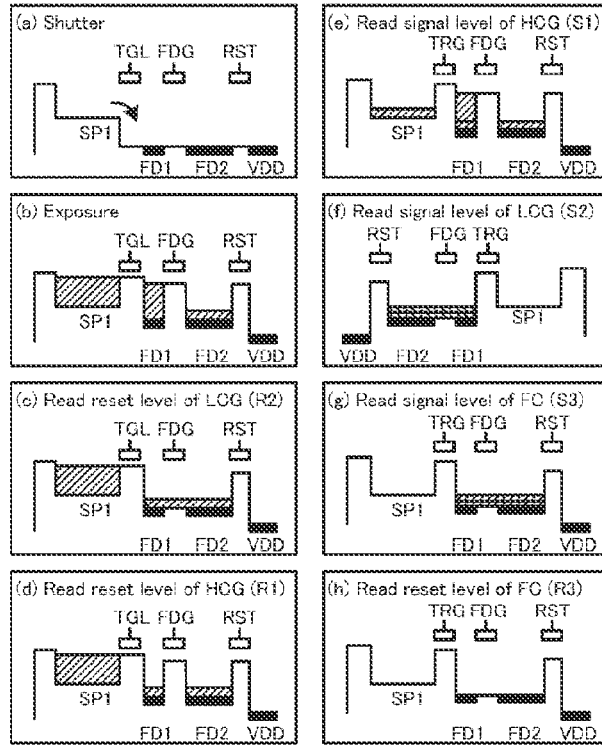 (a) Shutter
TGL FDG RST
SP1
FD1 FD2 VDD
(b) Exposure
TGL FDG RST
SP1
FD1 FD2 VDD
(c) Read reset level of LCG (R2)
TGL FDG RST
SP1
FD1 FD2 VDD
(d) Read reset level of HCG (R1)
TGL FDG RST
SP1
FD1 FD2 VDD
(e) Read signal level of HCG (S1)
TRG FDG RST
SP1
FD1 FD2 VDD
(f) Read signal level of LCG (S2)
RST FDG TRG
SP1
VDD FD2 FD1
(g) Read signal level of FC (S3)
TRG FDG RST
SP1
FD1 FD2 VDD
(h) Read reset level of FC (R3)
TRG FDG RST
SP1
FD1 FD2 VDD